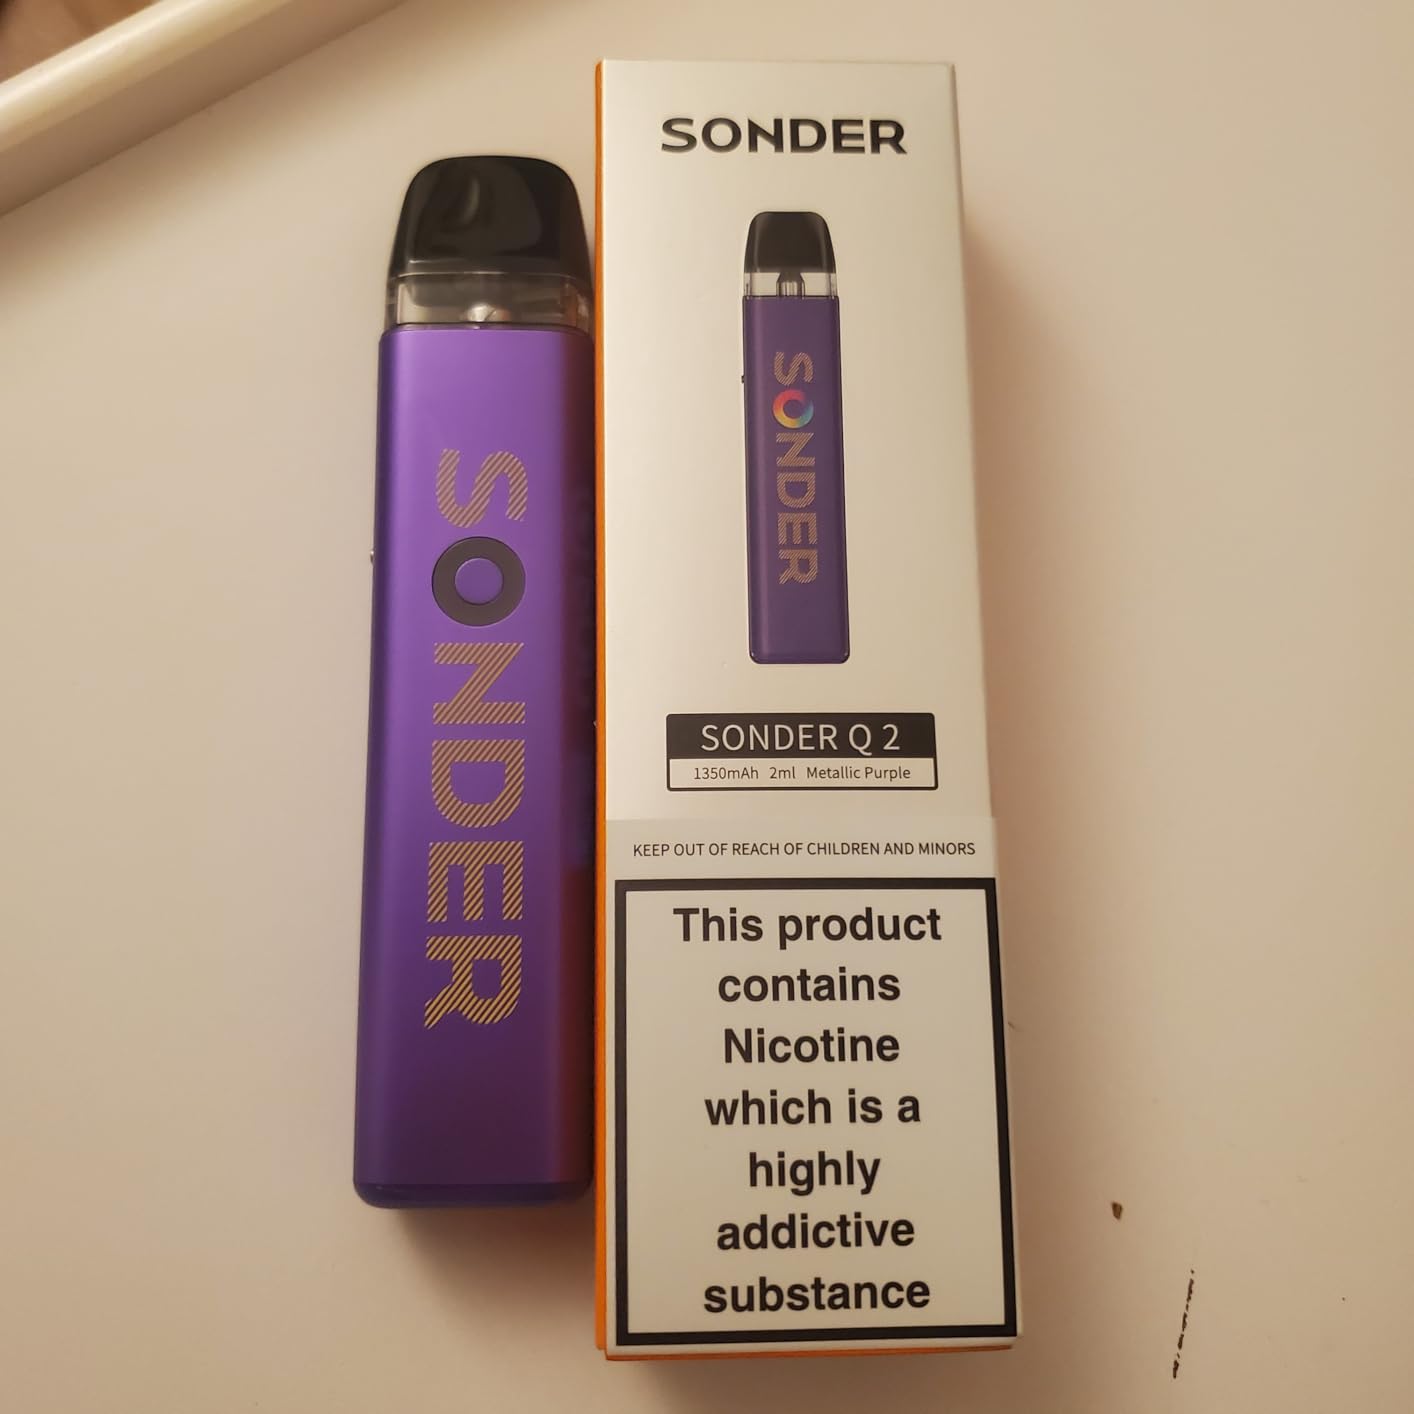 SONDER
SONDER
SONDER
SONDER Q 2
1350mAh 2ml Metallic Purple
KEEP OUT OF REACH OF CHILDREN AND MINORS
This product
contains
Nicotine
which is a
highly
addictive
substance